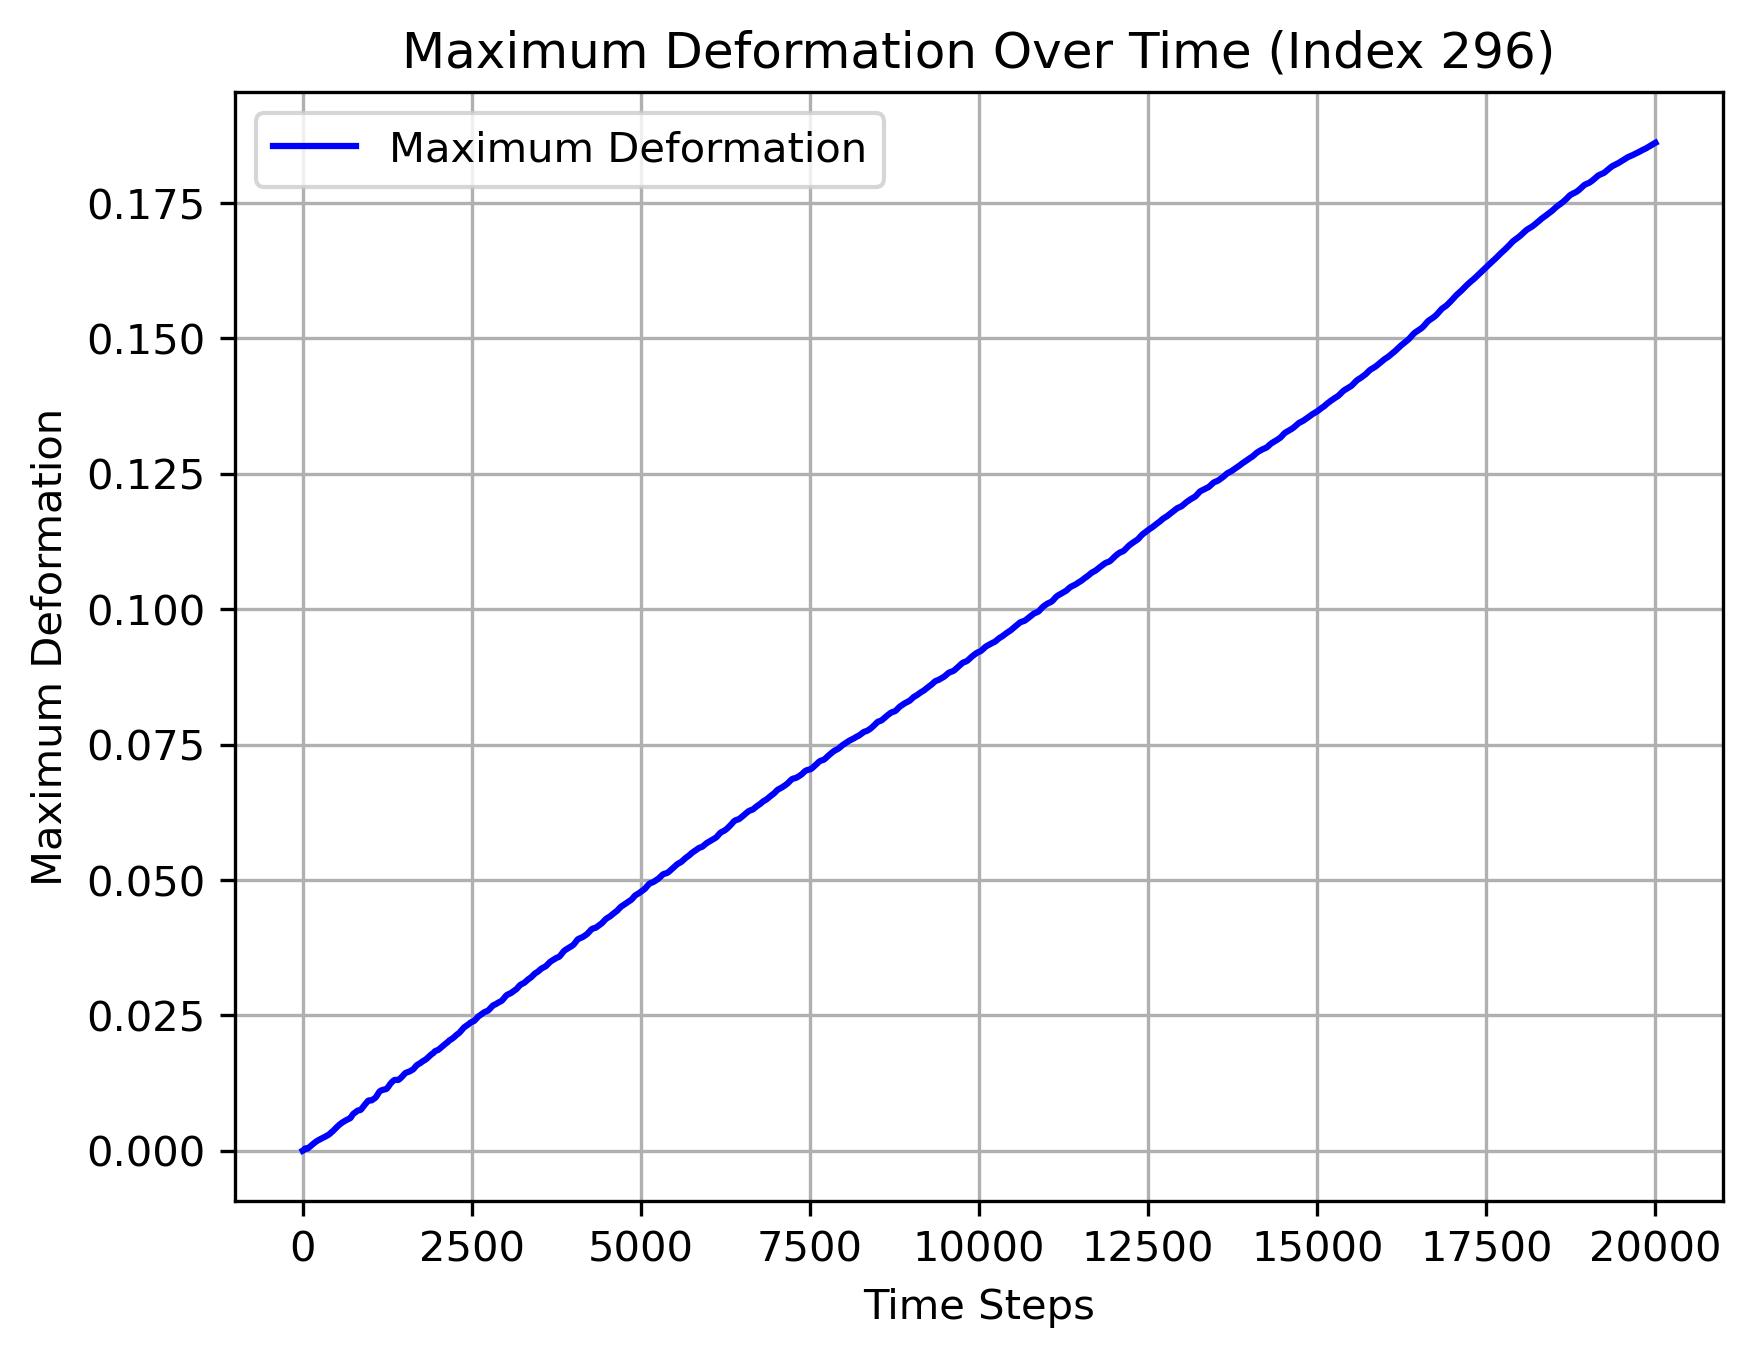 Maximum Deformation Over Time (Index 296)
Maximum Deformation
0.175
0.150
0.125
0.100
0.075
0.050
0.025
0.000
Maximum Deformation
0 2500 5000 7500 10000 12500 15000 17500 20000
Time Steps